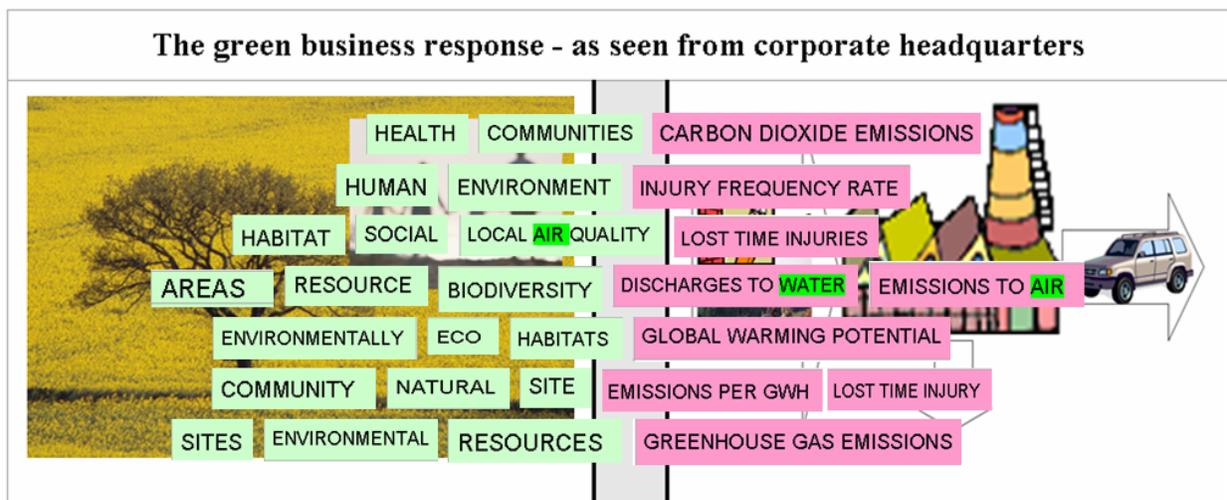 The green business response - as seen from corporate headquarters
HEALTH COMMUNITIES CARBON DIOXIDE EMISSIONS
HUMAN ENVIRONMENT INJURY FREQUENCY RATE
HABITAT SOCIAL LOCAL AIR QUALITY LOST TIME INJURIES
AREAS RESOURCE BIODIVERSITY DISCHARGES TO WATER EMISSIONS TO AIR
ENVIRONMENTALLY ECO HABITATS GLOBAL WARMING POTENTIAL
COMMUNITY NATURAL SITE EMISSIONS PER GWH LOST TIME INJURY
SITES ENVIRONMENTAL RESOURCES GREENHOUSE GAS EMISSIONS